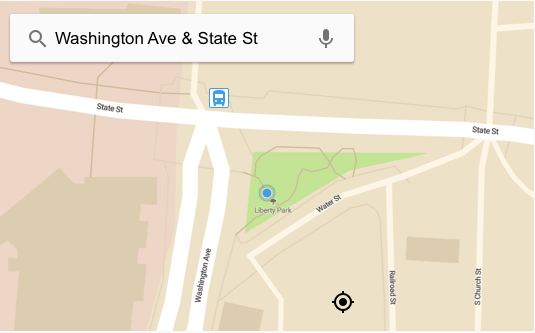 Washington Ave & State St
State St
State St
Liberty Park
Water St
Washington Ave
Railroad St
S Church St